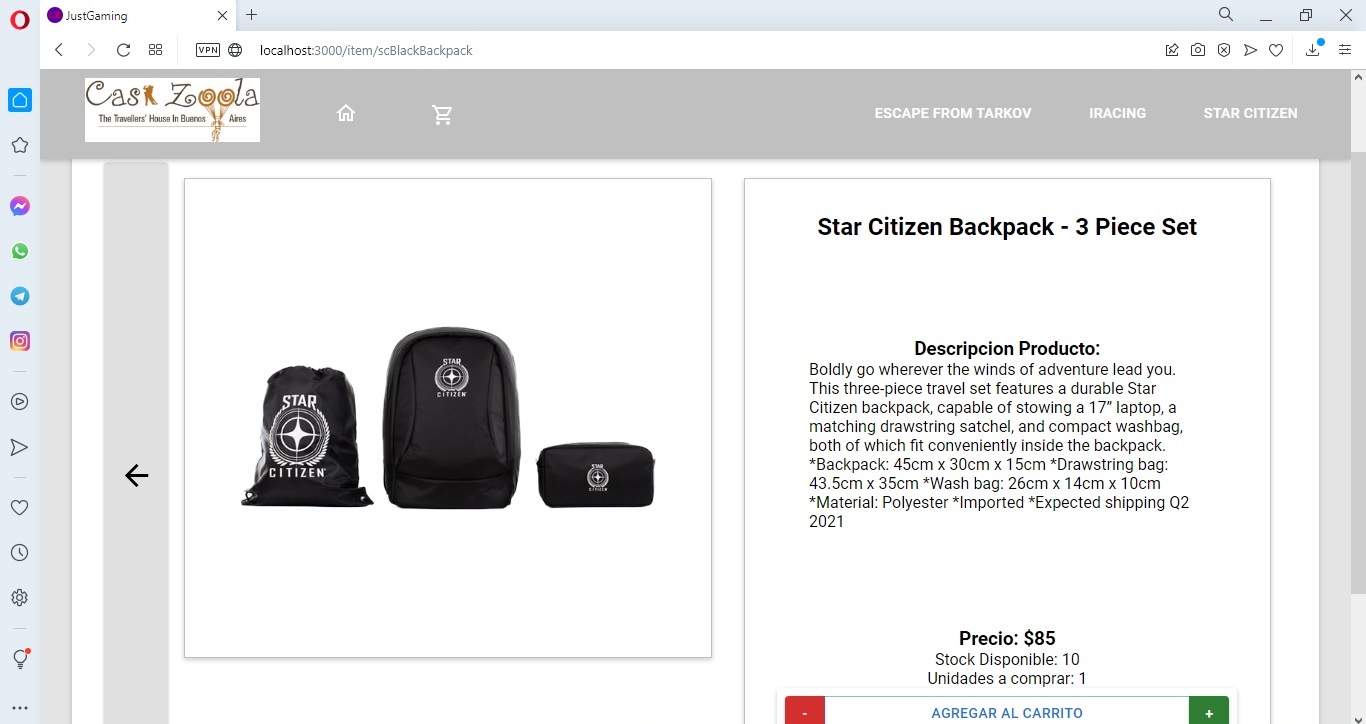 JustGaming
VPN
localhost:3000/item/scBlackBackpack
Casa Zoola
The Travellers' House In Buenos Aires
ESCAPE FROM TARKOV
IRACING
STAR CITIZEN
STAR
CITIZEN
STAR
CITIZEN
STAR
CITIZEN
Star Citizen Backpack - 3 Piece Set
Descripcion Producto:
Boldly go wherever the winds of adventure lead you.
This three-piece travel set features a durable Star
Citizen backpack, capable of stowing a 17” laptop, a
matching drawstring satchel, and compact washbag,
both of which fit conveniently inside the backpack.
*Backpack: 45cm x 30cm x 15cm *Drawstring bag:
43.5cm x 35cm *Wash bag: 26cm x 14cm x 10cm
*Material: Polyester *Imported *Expected shipping Q2
2021
Precio: $85
Stock Disponible: 10
Unidades a comprar: 1
- AGREGAR AL CARRITO +